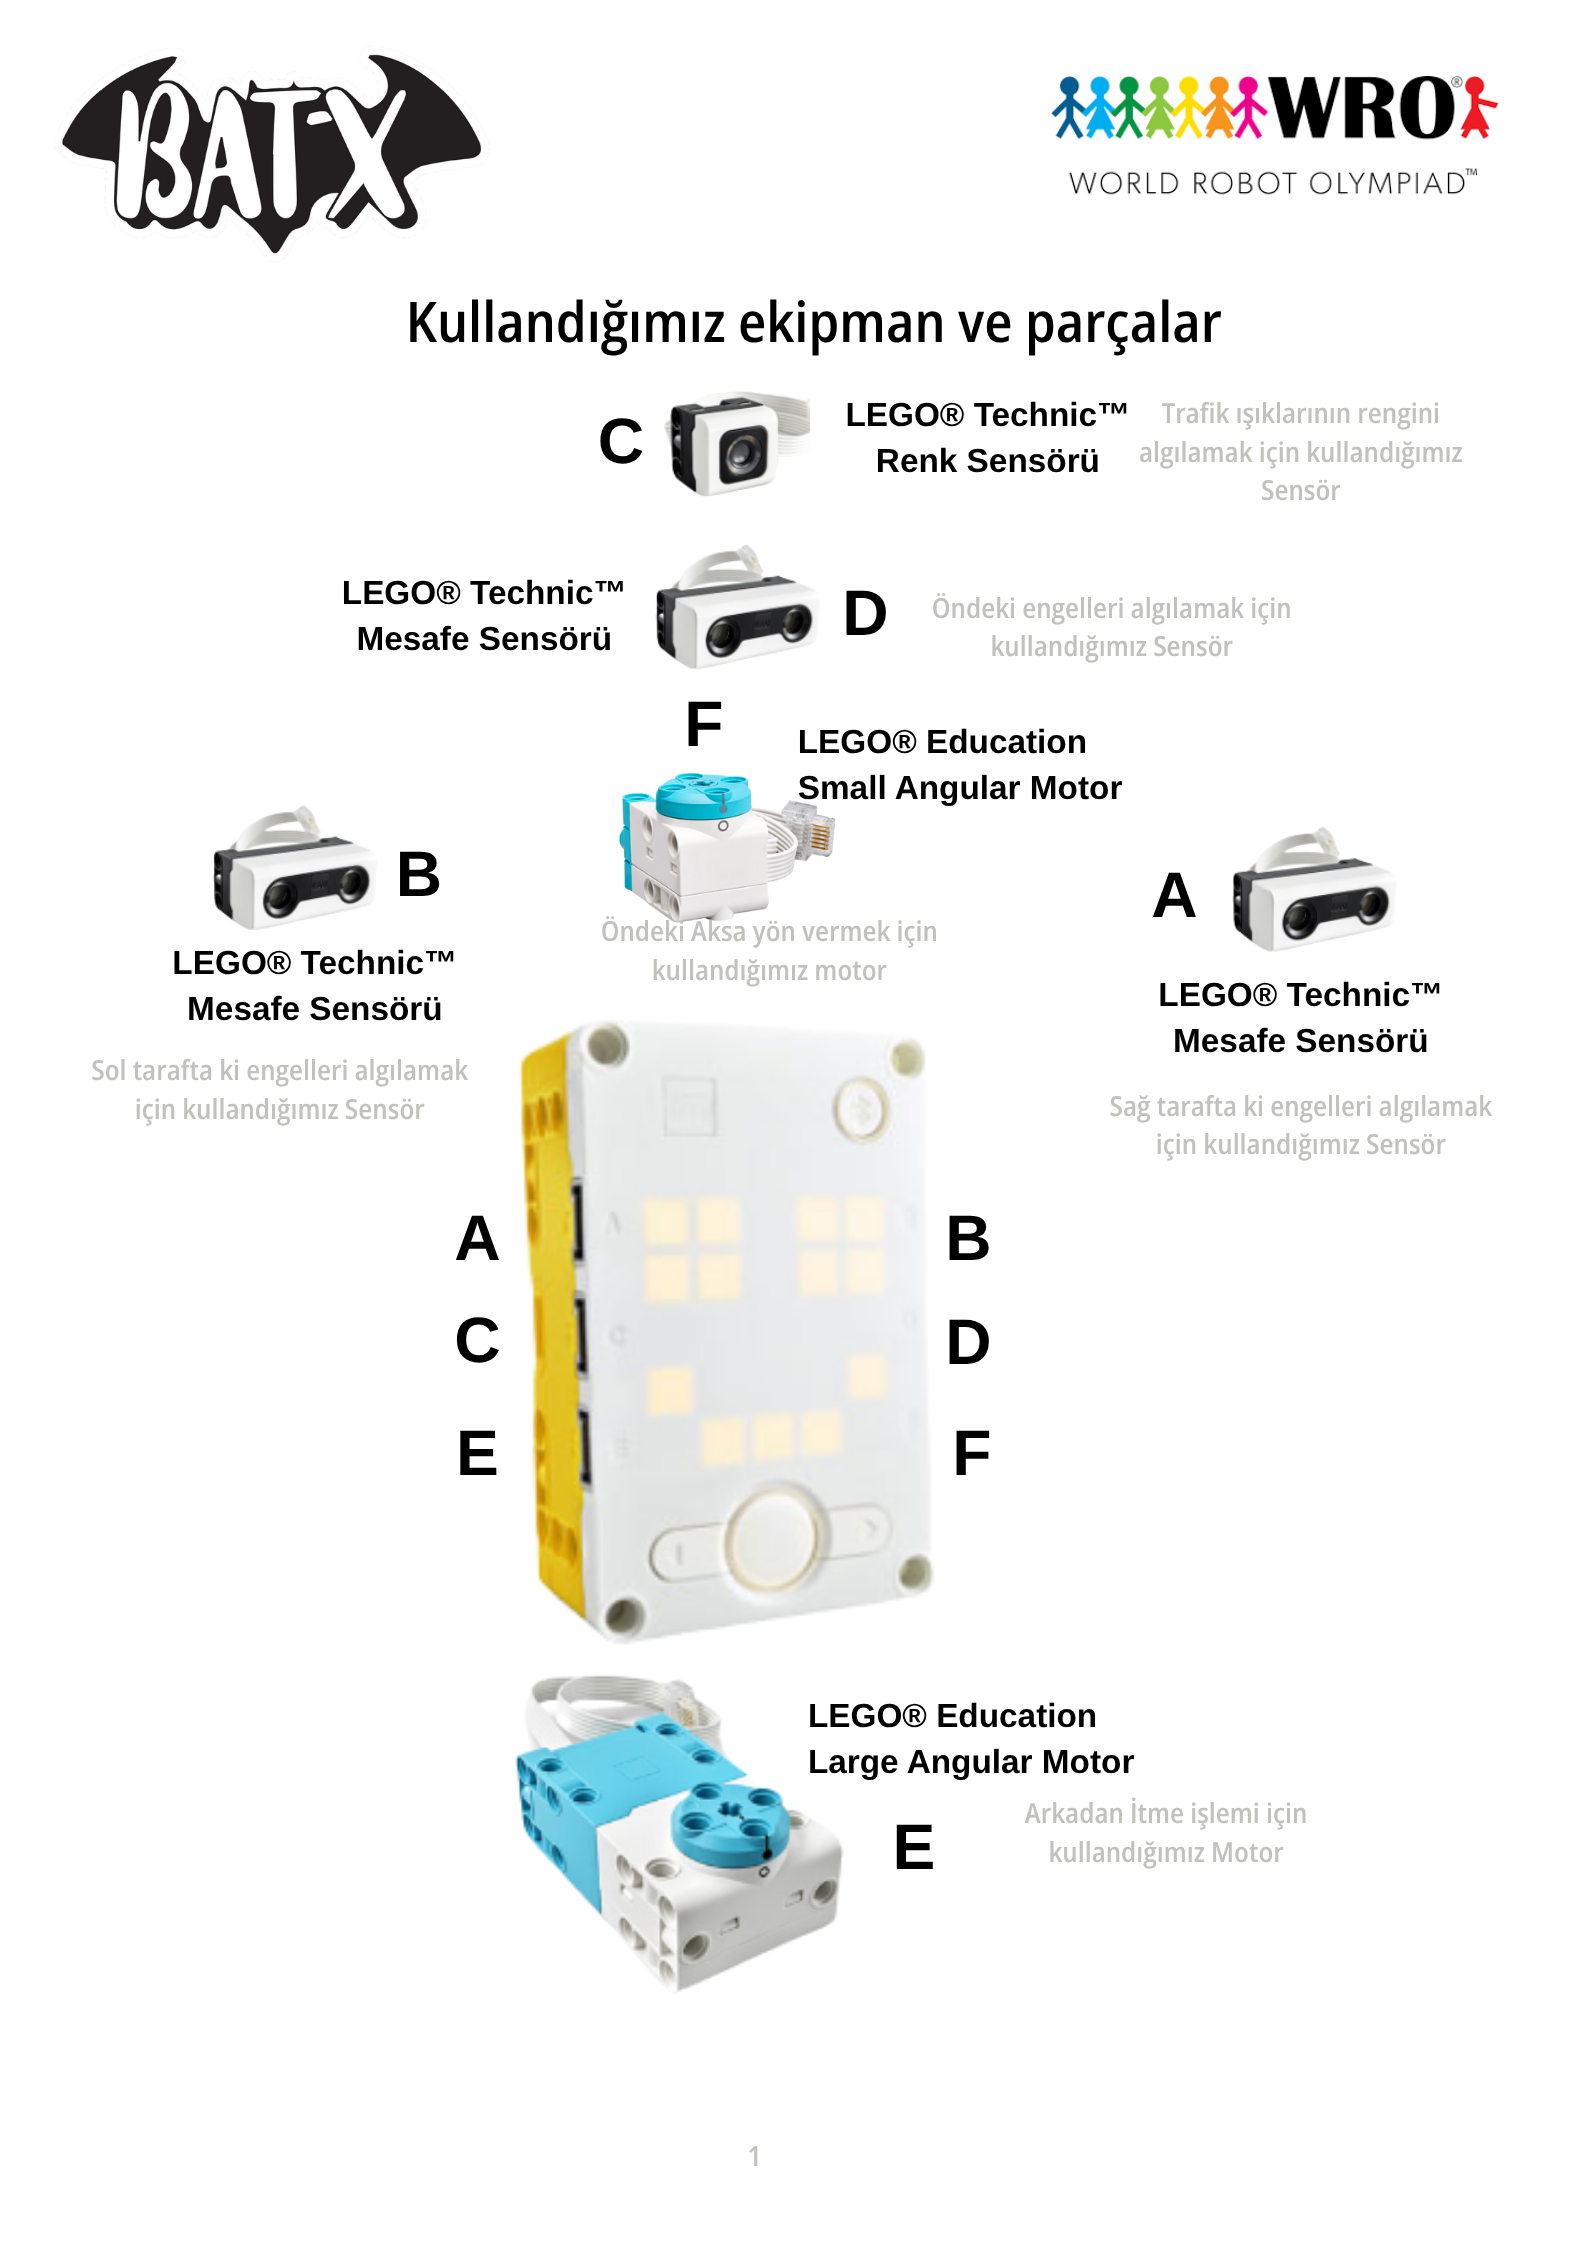 BAT-X
WRO®
WORLD ROBOT OLYMPIAD™
Kullandığımız ekipman ve parçalar
C
LEGO® Technic™
Renk Sensörü
Trafik ışıklarının rengini
algılamak için kullandığımız
Sensör
LEGO® Technic™
Mesafe Sensörü
D
Öndeki engelleri algılamak için
kullandığımız Sensör
F
LEGO® Education
Small Angular Motor
Öndeki Aksa yön vermek için
kullandığımız motor
B
LEGO® Technic™
Mesafe Sensörü
Sol tarafta ki engelleri algılamak
için kullandığımız Sensör
A
LEGO® Technic™
Mesafe Sensörü
Sağ tarafta ki engelleri algılamak
için kullandığımız Sensör
A
B
C
D
E
F
LEGO® Education
Large Angular Motor
E
Arkadan İtme işlemi için
kullandığımız Motor
1